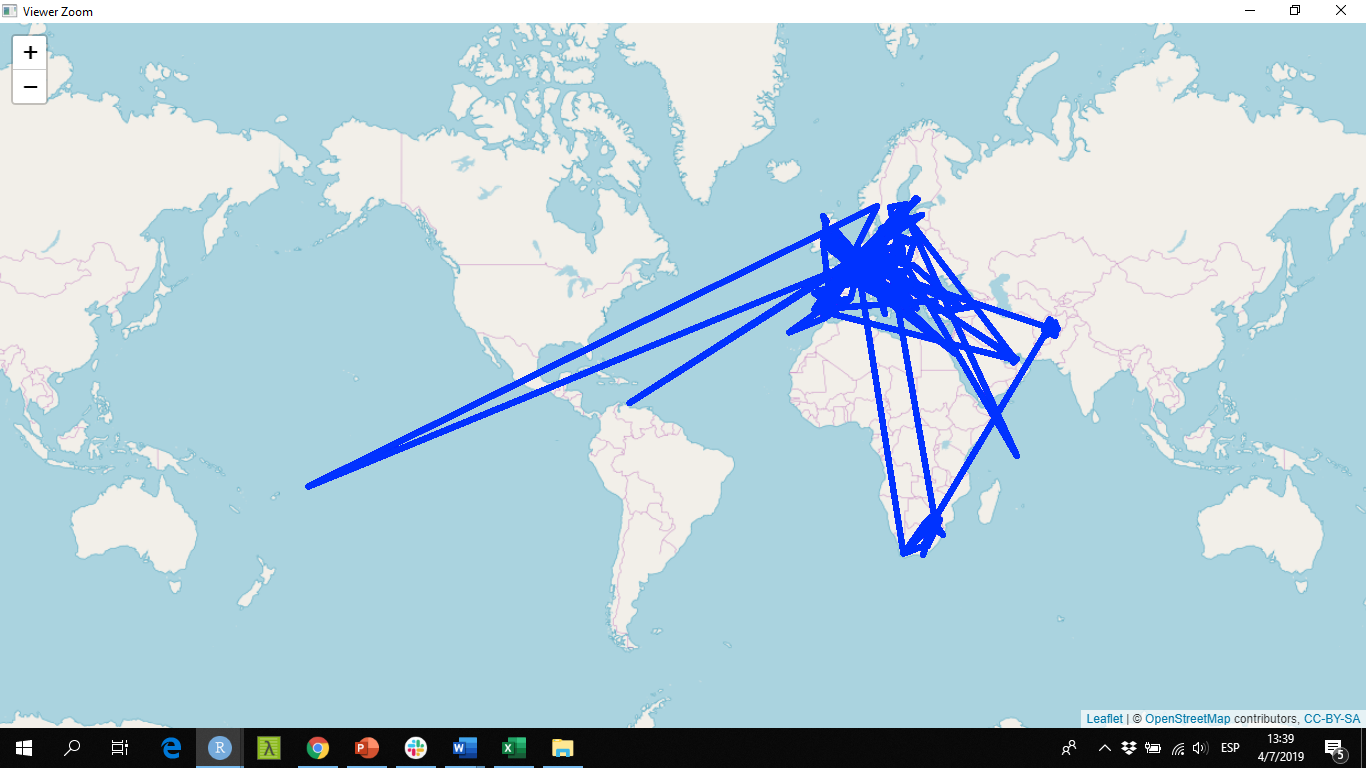 Viewer Zoom
+
−
Leaflet | © OpenStreetMap contributors, CC-BY-SA
ESP
13:39
4/7/2019
5